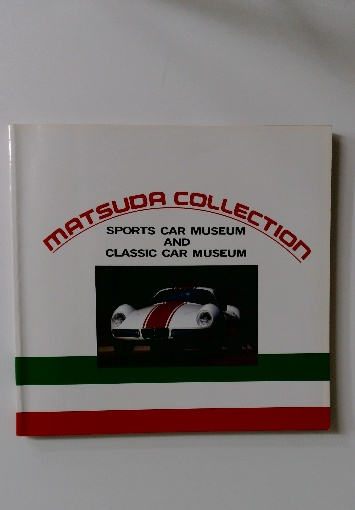 MATSUDA COLLECTION
SPORTS CAR MUSEUM
AND
CLASSIC CAR MUSEUM